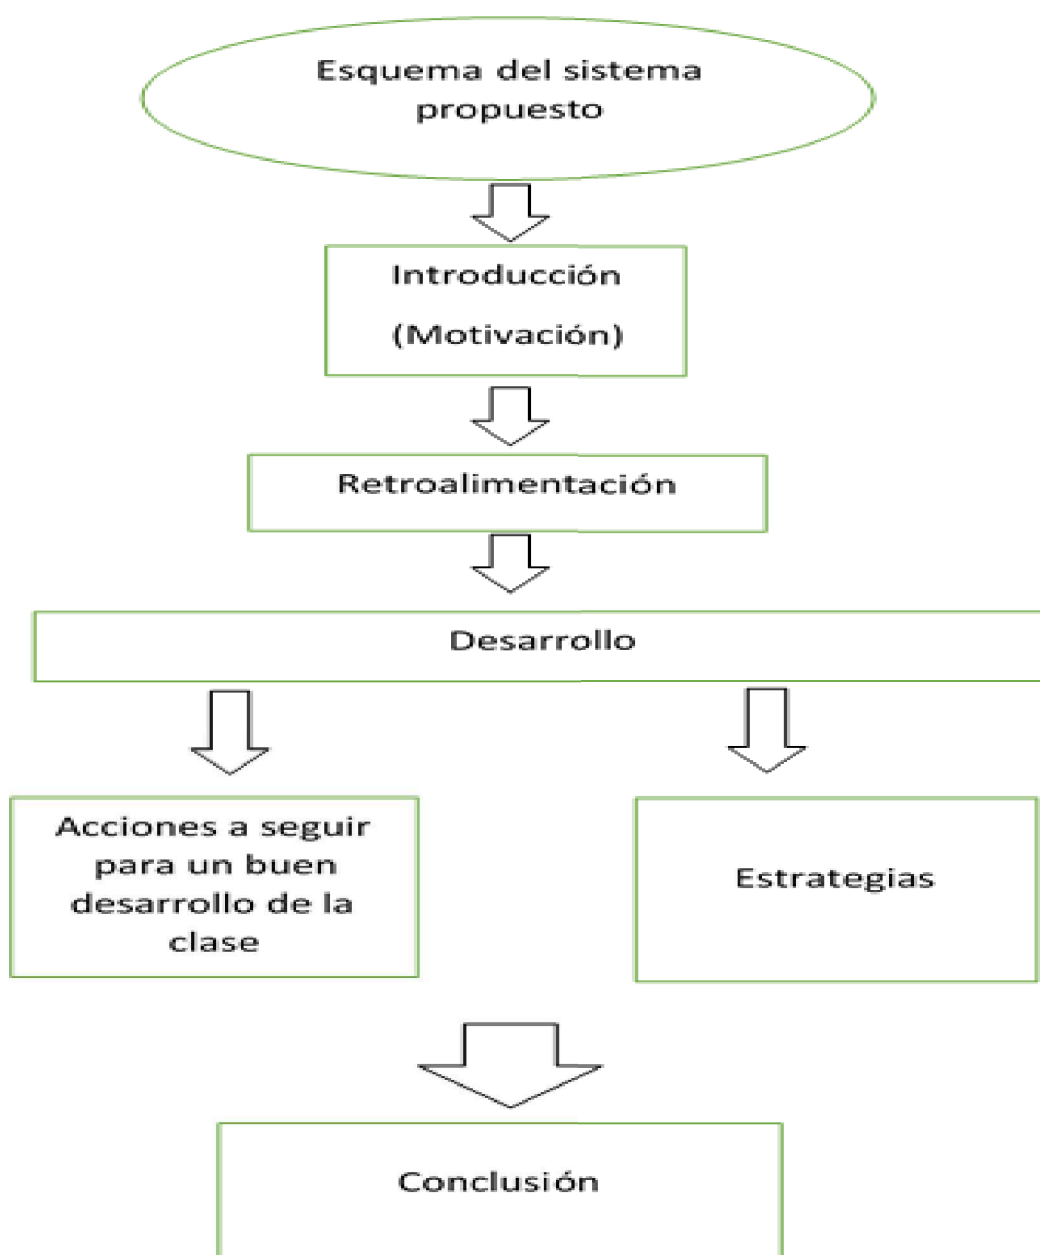 Esquema del sistema
propuesto
Introducción
(Motivación)
Retroalimentación
Desarrollo
Acciones a seguir
para un buen
desarrollo de la
clase
Estrategias
Conclusión